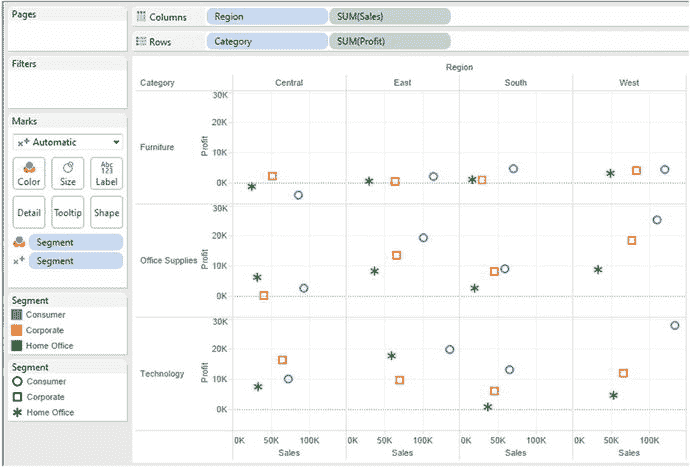 Pages
Columns Region SUM(Sales)
Rows Category SUM(Profit)
Filters
Marks
Automatic
Color Size Abc 123 Label
Detail Tooltip Shape
Segment
Segment
Segment
Consumer
Corporate
Home Office
Segment
Consumer
Corporate
Home Office
Region
Category Central East South West
Furniture
Profit
30K
20K
10K
0K
Office Supplies
Profit
30K
20K
10K
0K
Technology
Profit
30K
20K
10K
0K
0K 50K 100K 0K 50K 100K 0K 50K 100K 0K 50K 100K
Sales Sales Sales Sales